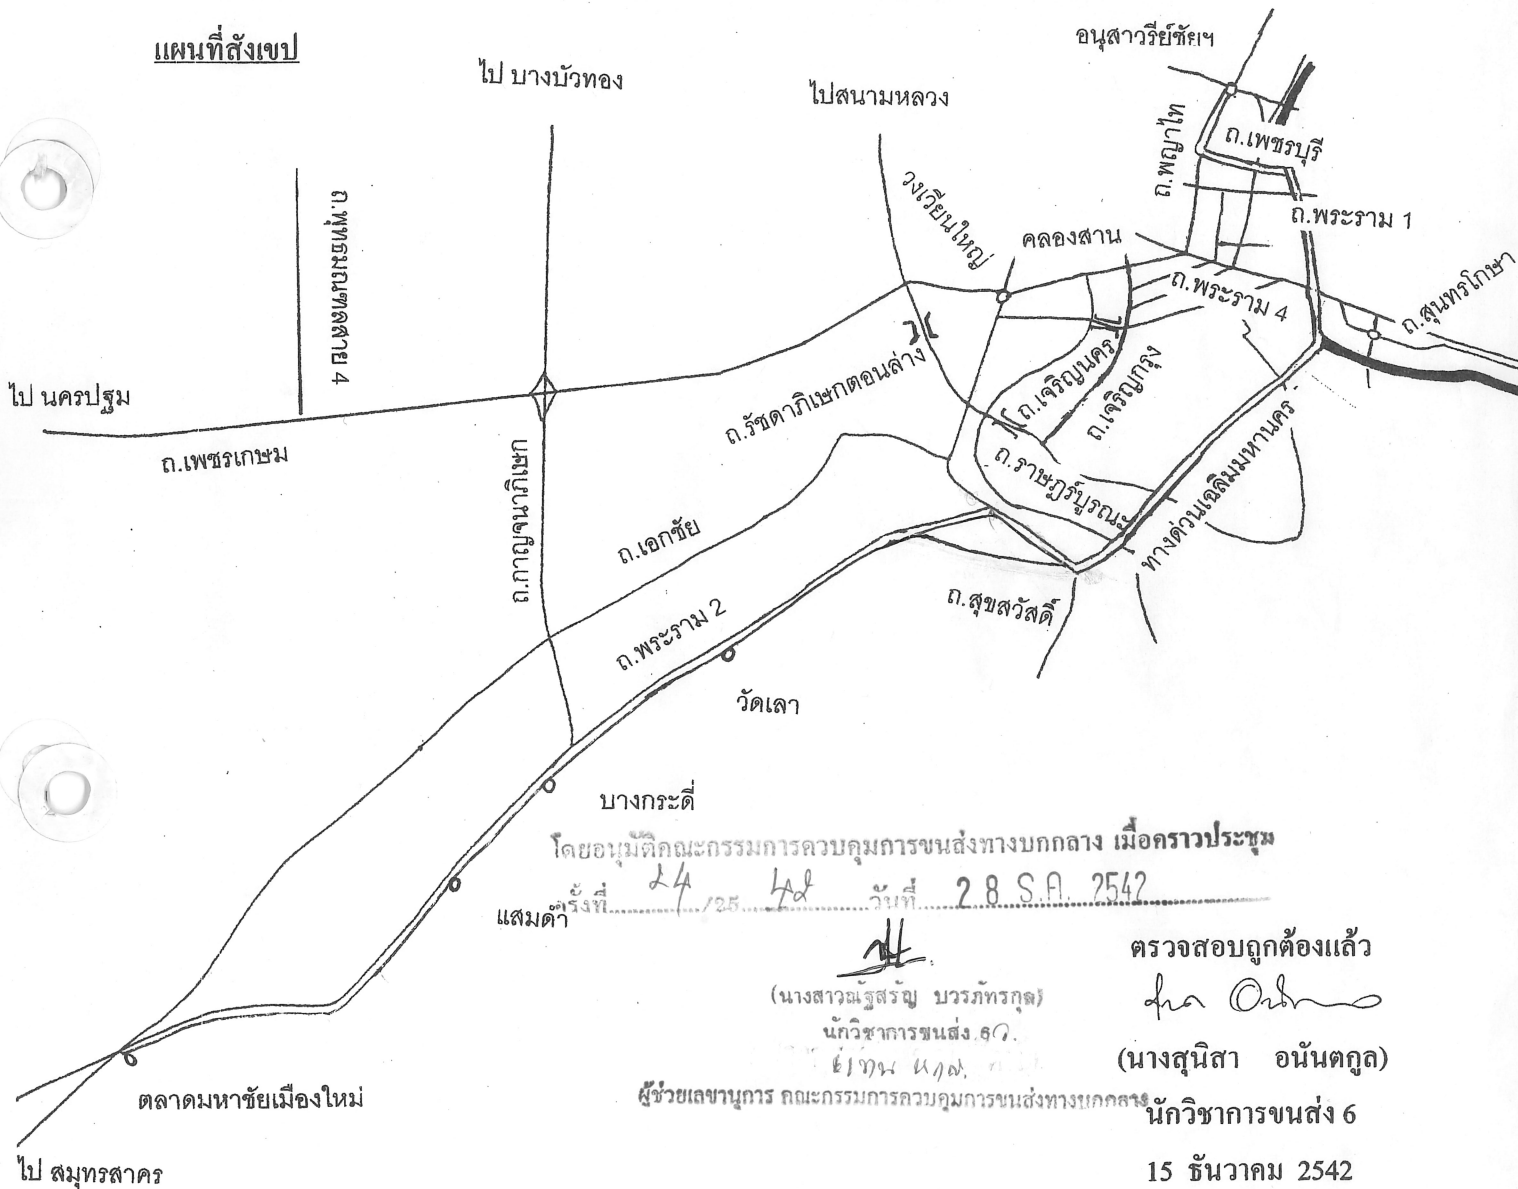 แผนที่สังเขป
อนุสาวรีย์ชัยฯ
ไป บางบัวทอง
ไปสนามหลวง
ถ.พญาไท
ถ.เพชรบุรี
วงเวียนใหญ่
ถ.พุทธมณฑลสาย 4
คลองสาน
ถ.พระราม 1
ถ.พระราม 4
ถ.สุนทรโกษา
ถ.รัชดาภิเษกตอนล่าง
ถ.เจริญนคร
ถ.เจริญกรุง
ไป นครปฐม
ถ.เพชรเกษม
ถ.กาญจนาภิเษก
ถ.ราษฎร์บูรณะ
ทางด่วนเฉลิมมหานคร
ถ.เอกชัย
ถ.สุขสวัสดิ์
ถ.พระราม 2
วัดเลา
บางกระดี่
โดยอนุมัติคณะกรรมการควบคุมการขนส่งทางบกกลาง เมื่อคราวประชุม
ครั้งที่ 24 /25 42 วันที่ 28 ธ.ค. 2542
แสมดำ
ตรวจสอบถูกต้องแล้ว
(นางสาวณัฐสรัญ บวรภัทรกุล)
นักวิชาการขนส่ง
(นางสุนิสา อนันตกูล)
ผู้ช่วยเลขานุการ คณะกรรมการควบคุมการขนส่งทางบกกลาง
นักวิชาการขนส่ง 6
15 ธันวาคม 2542
ตลาดมหาชัยเมืองใหม่
ไป สมุทรสาคร